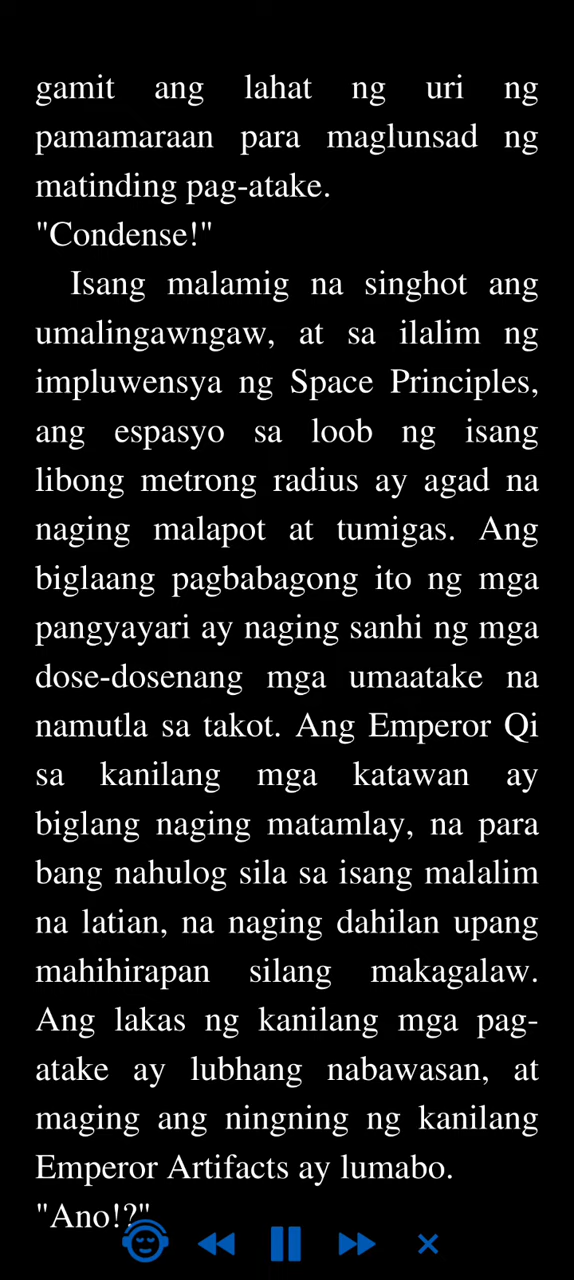 gamit ang lahat ng uri ng
pamamaraan para maglunsad ng
matinding pag-atake.
"Condense!"
Isang malamig na singhot ang
umalingawngaw, at sa ilalim ng
impluwensya ng Space Principles,
ang espasyo sa loob ng isang
libong metrong radius ay agad na
naging malapot at tumigas. Ang
biglaang pagbabagong ito ng mga
pangyayari ay naging sanhi ng mga
dose-dosenang mga umaatake na
namutla sa takot. Ang Emperor Qi
sa kanilang mga katawan ay
biglang naging matamlay, na para
bang nahulog sila sa isang malalim
na latian, na naging dahilan upang
mahihirapan silang makagalaw.
Ang lakas ng kanilang mga pag-
atake ay lubhang nabawasan, at
maging ang ningning ng kanilang
Emperor Artifacts ay lumabo.
"Ano!?"